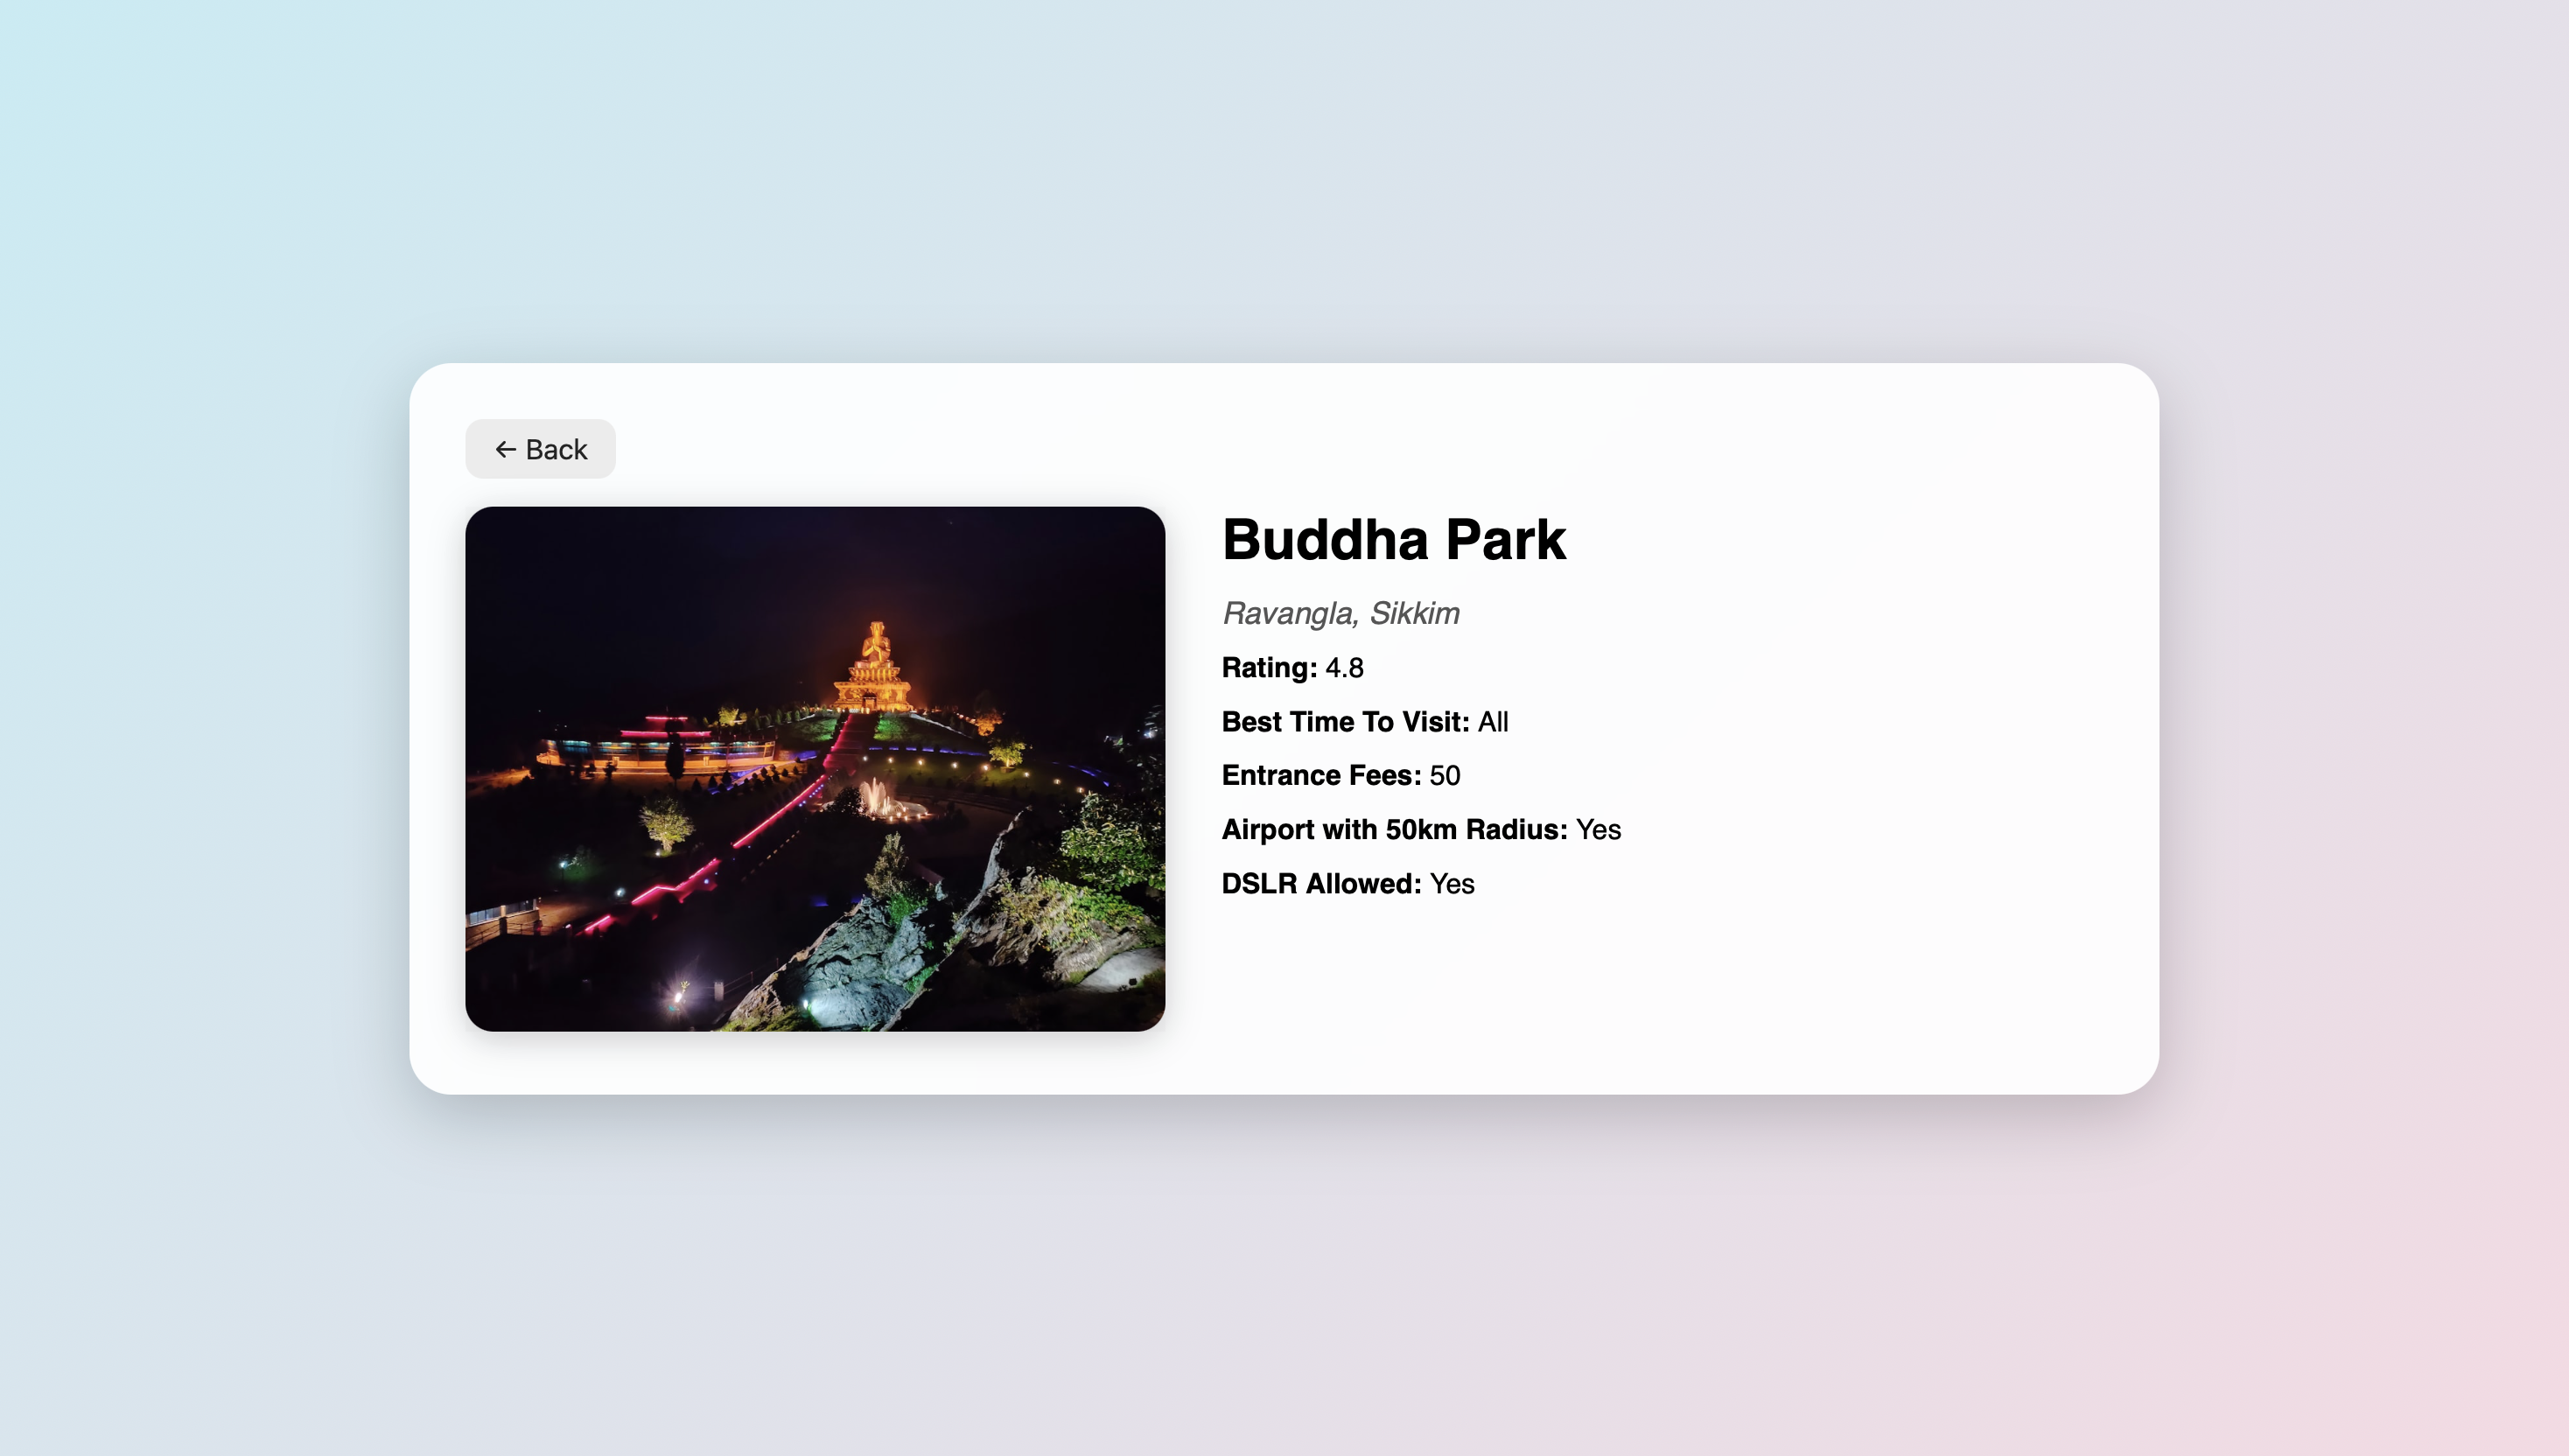 ← Back
Buddha Park
Ravangla, Sikkim
Rating: 4.8
Best Time To Visit: All
Entrance Fees: 50
Airport with 50km Radius: Yes
DSLR Allowed: Yes